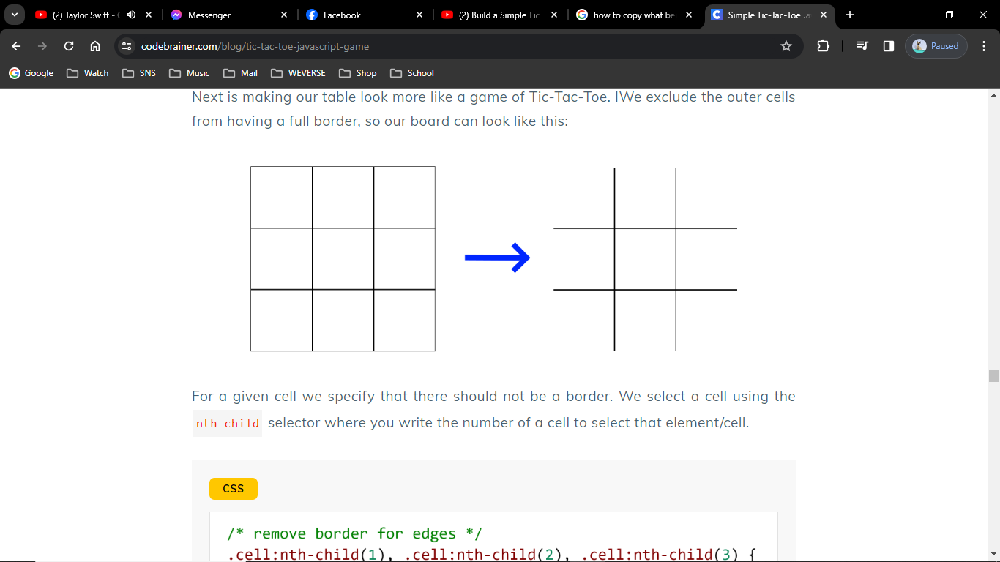 (2) Taylor Swift - C
Messenger
Facebook
(2) Build a Simple Tic
how to copy what be
Simple Tic-Tac-Toe Ja
codebrainer.com/blog/tic-tac-toe-javascript-game
Paused
Google
Watch
SNS
Music
Mail
WEVERSE
Shop
School
Next is making our table look more like a game of Tic-Tac-Toe. IWe exclude the outer cells
from having a full border, so our board can look like this:
For a given cell we specify that there should not be a border. We select a cell using the
nth-child selector where you write the number of a cell to select that element/cell.
CSS
/* remove border for edges */
.cell:nth-child(1), .cell:nth-child(2), .cell:nth-child(3) {